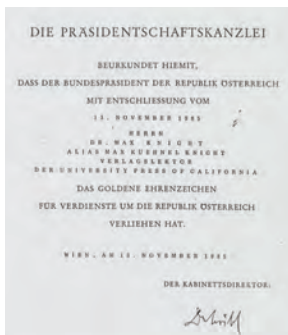 DIE PRÄSIDENTSCHAFTSKANZLEI
BEURKUNDET HIEMIT,
DASS DER BUNDESPRÄSIDENT DER REPUBLIK ÖSTERREICH
MIT ENTSCHLIESSUNG VOM
NOVEMBER
HERRN
DR. MAX KNIGHT
ALIAS MAX KUEHNEL KNIGHT
VERLAGSLEKTOR
DER UNIVERSITY PRESS OF CALIFORNIA
DAS GOLDENE EHRENZEICHEN
FÜR VERDIENSTE UM DIE REPUBLIK ÖSTERREICH
VERLIEHEN HAT.
WIEN, AM NOVEMBER
DER KABINETTSDIREKTOR: